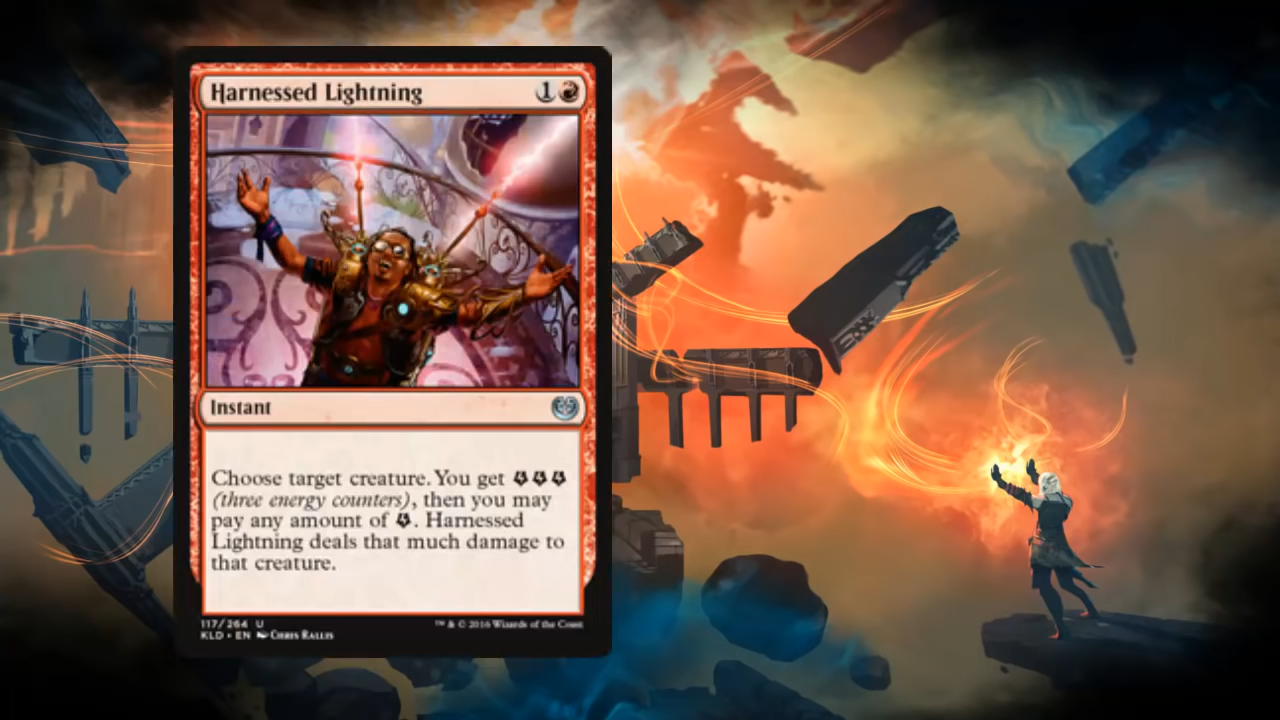 Harnessed Lightning 1
Instant
Choose target creature. You get
(three energy counters), then you may
pay any amount of . Harnessed
Lightning deals that much damage to
that creature.
117/264 U
™ & © 2016 Wizards of the Coast
KLD • EN Chris Rallis